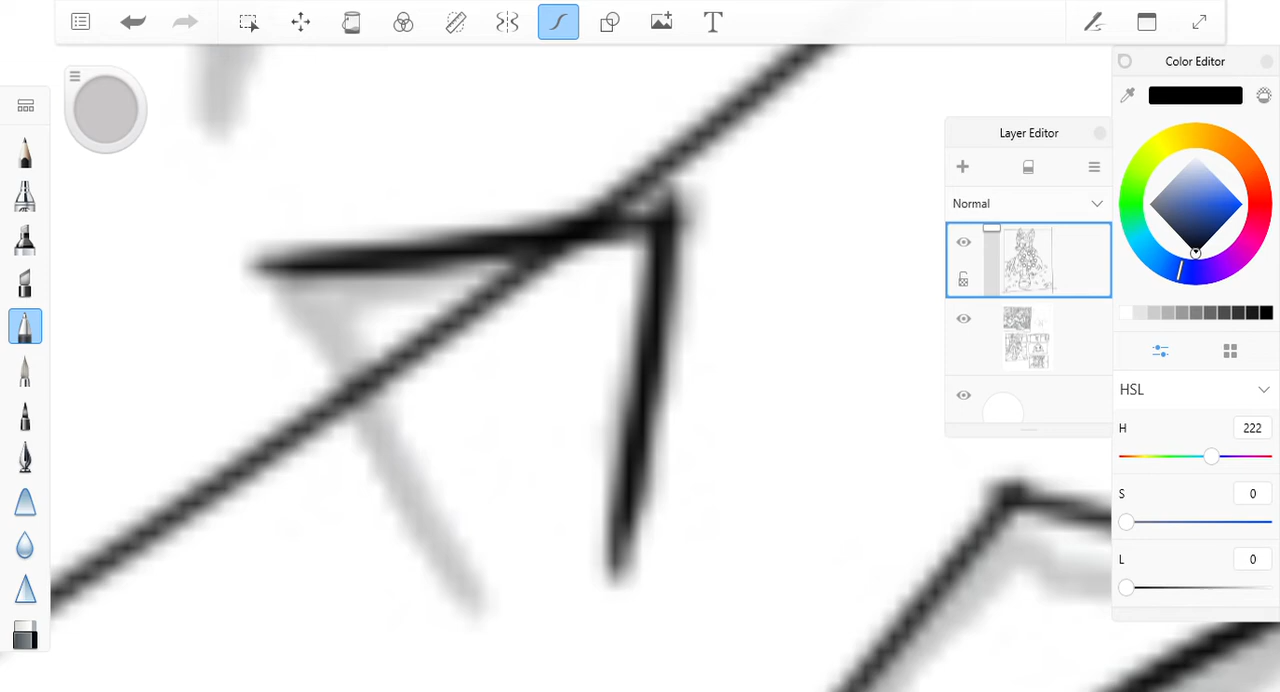 T
Color Editor
Layer Editor
Normal
HSL
H 222
S 0
L 0